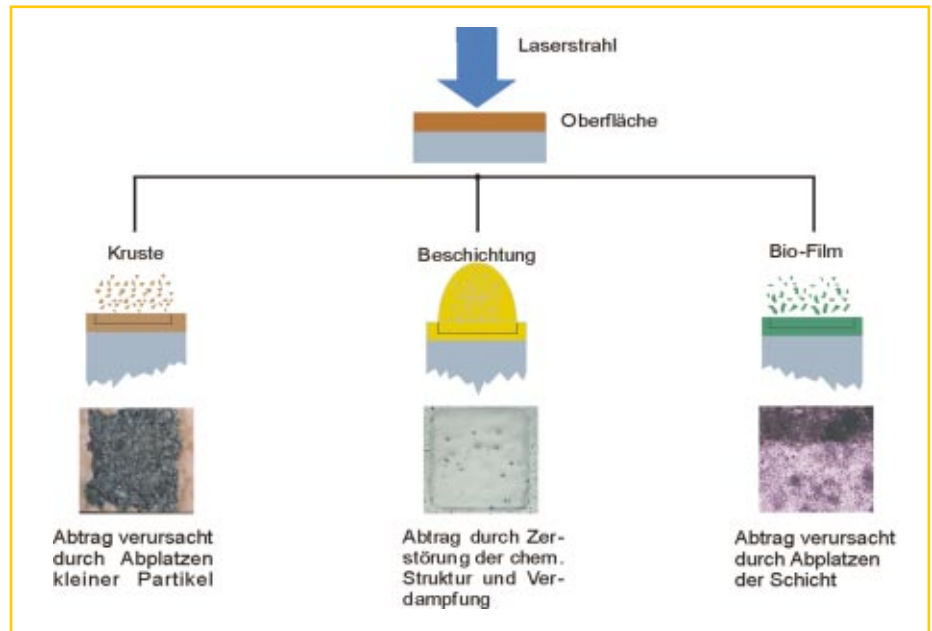 Laserstrahl
Oberfläche
Kruste
Beschichtung
Bio-Film
Abtrag verursacht
durch Abplatzen
kleiner Partikel
Abtrag durch Zer-
störung der chem.
Struktur und Ver-
dampfung
Abtrag verursacht
durch Abplatzen
der Schicht